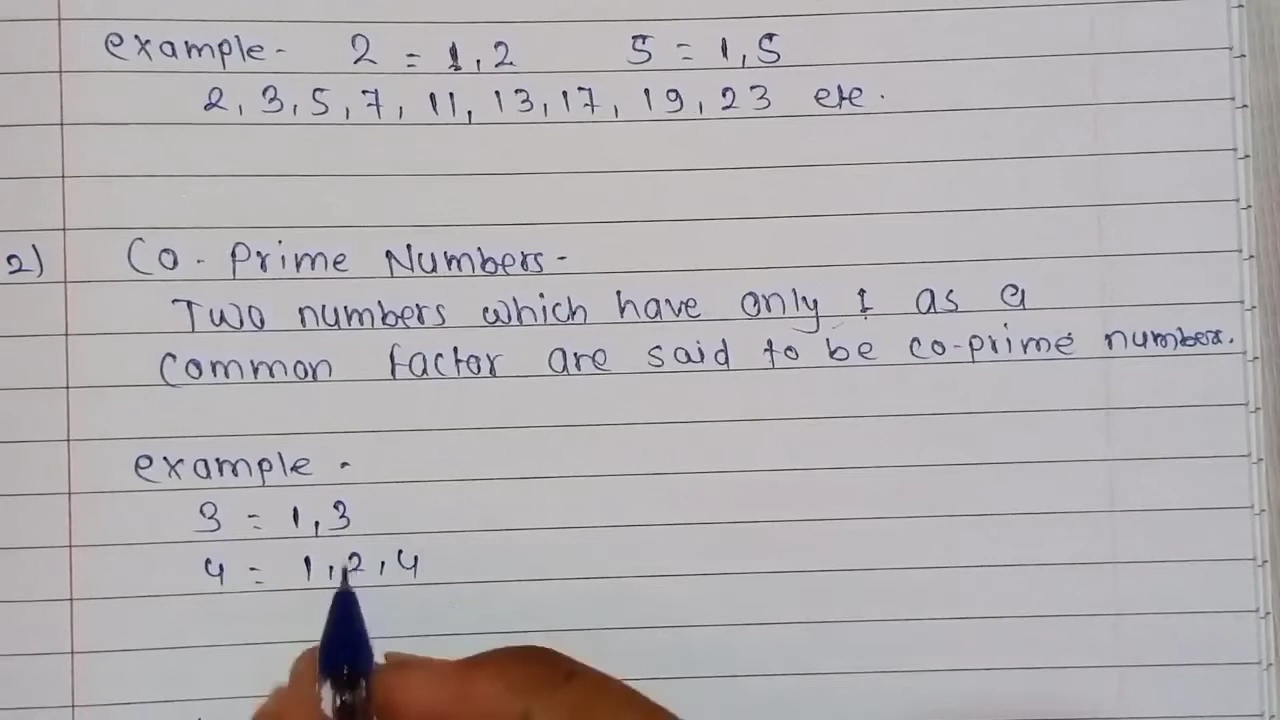 example- 2 = 1,2 5 = 1,5
2, 3, 5, 7, 11, 13, 17, 19, 23 etc.
2) Co-Prime Numbers-
Two numbers which have only 1 as a
common factor are said to be co-prime number.
example-
3 = 1,3
4 = 1,2,4